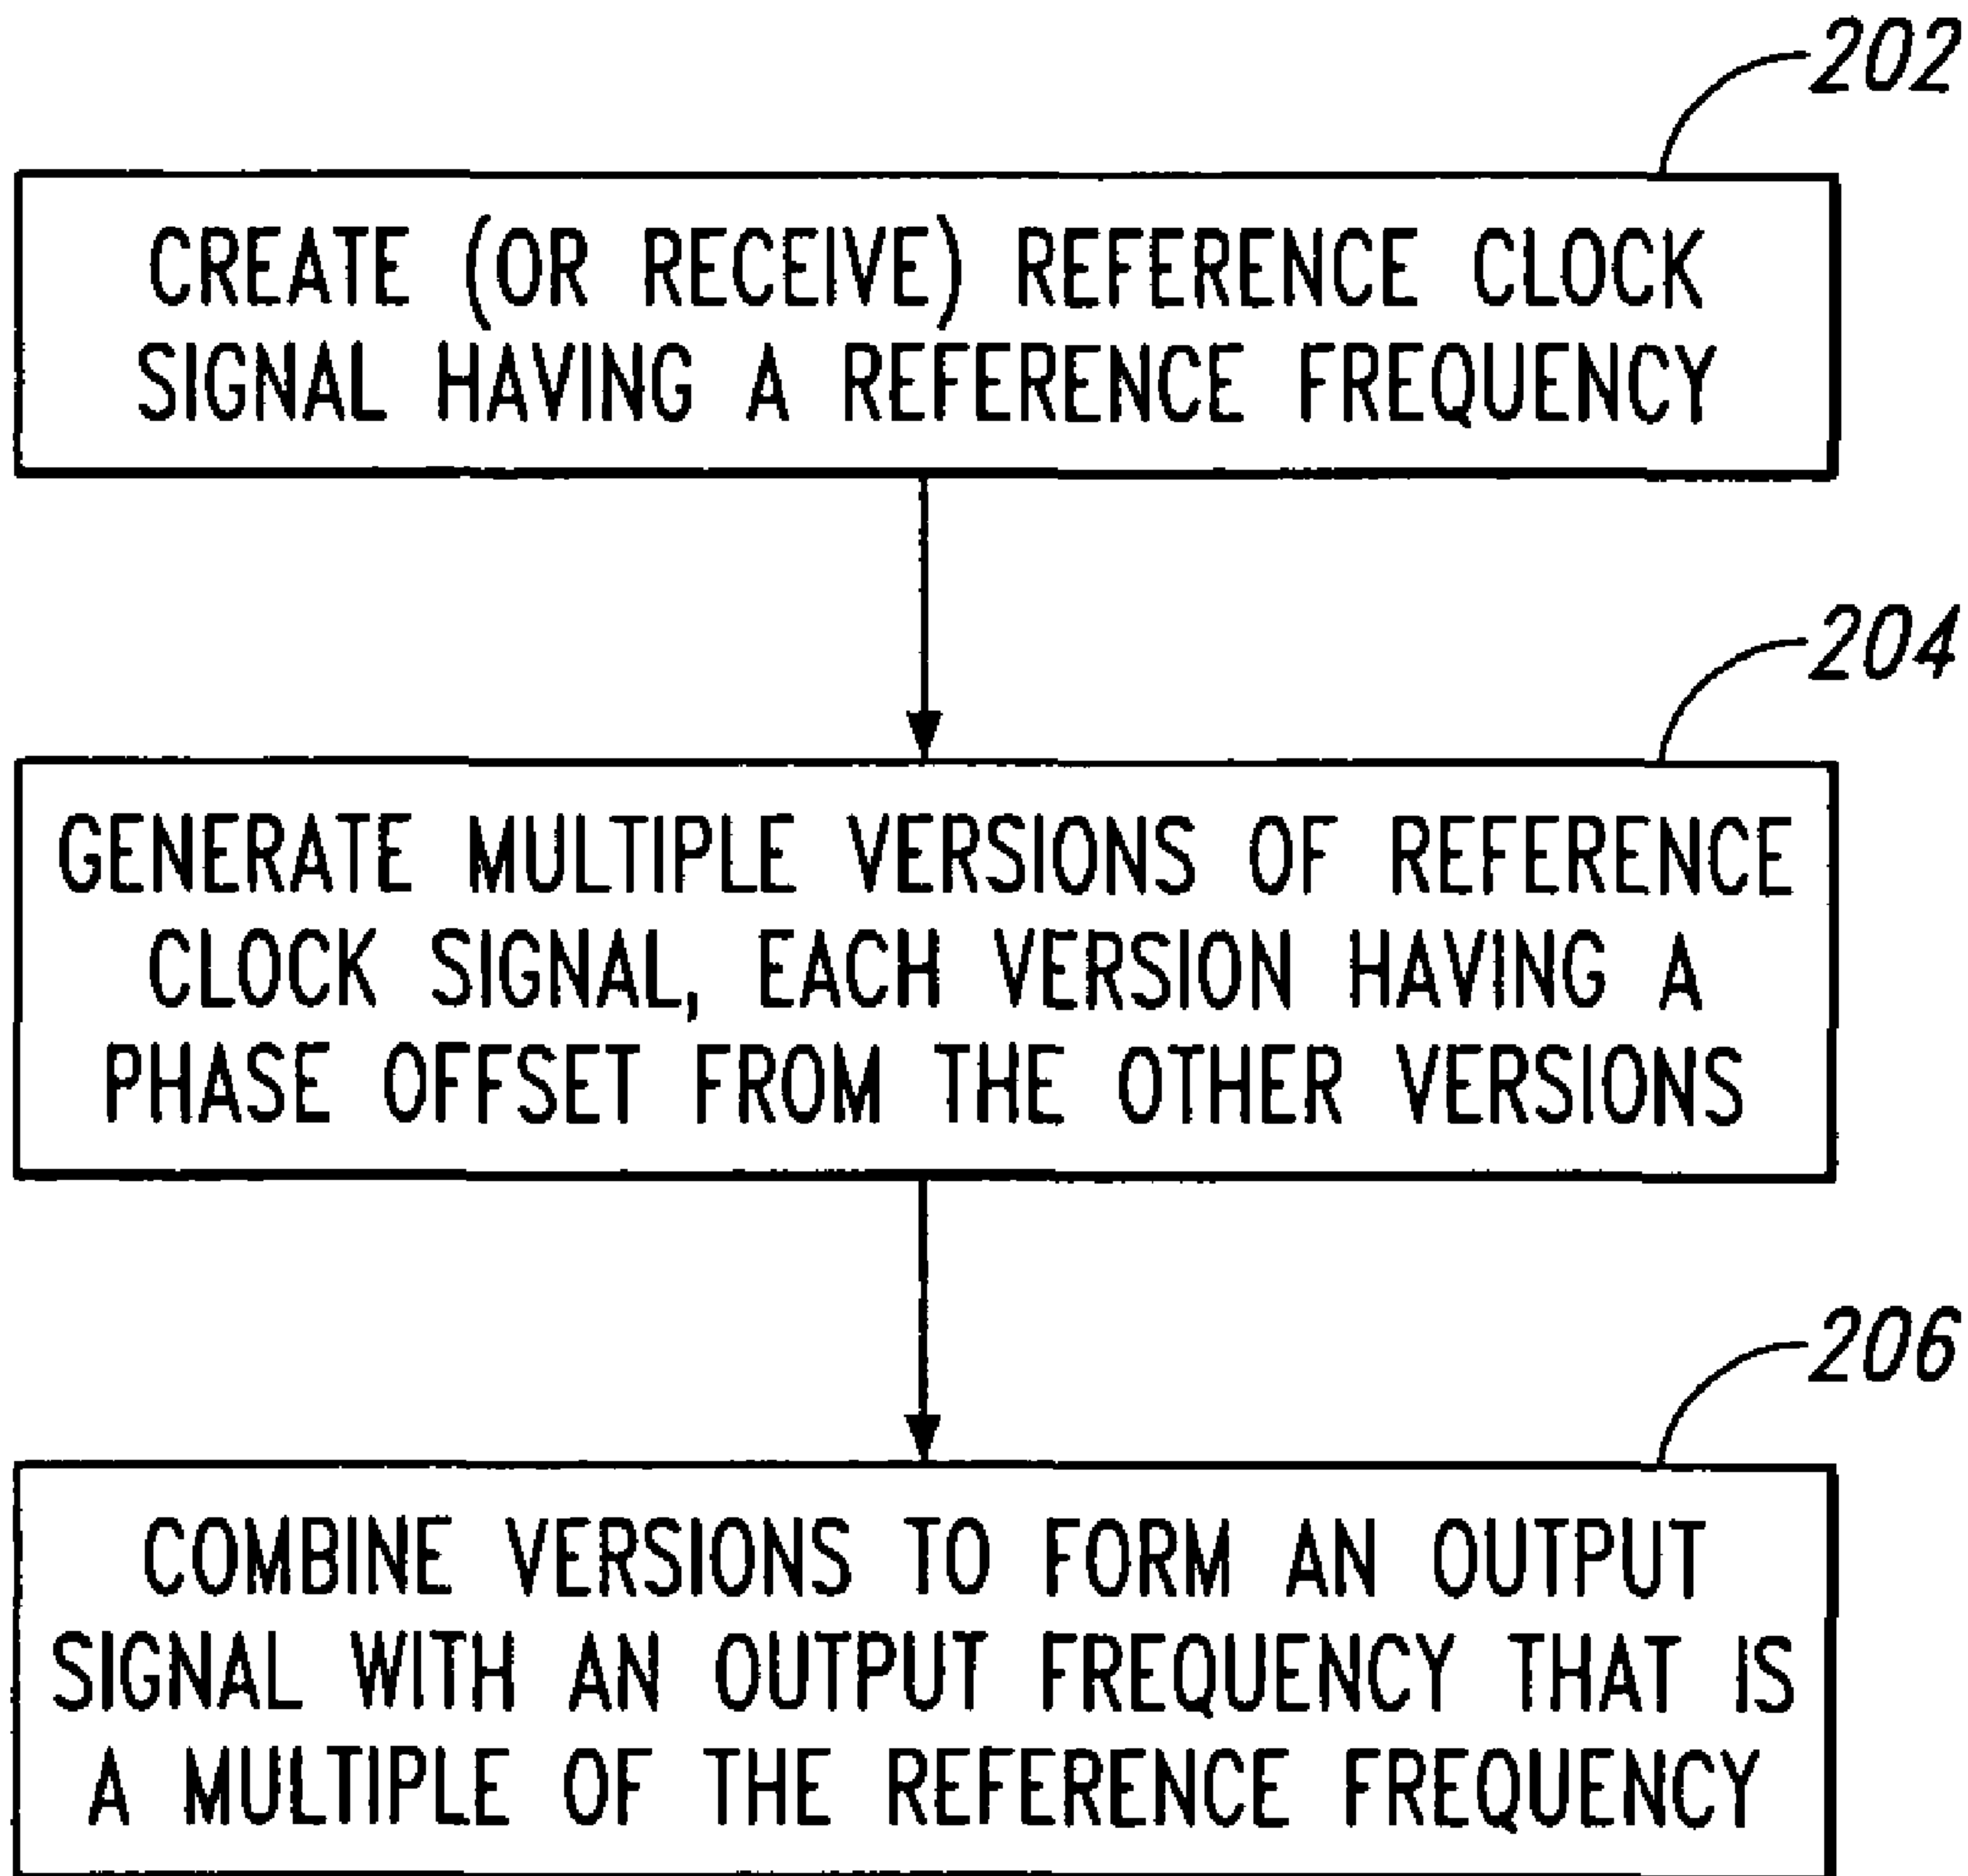 202
CREATE (OR RECEIVE) REFERENCE CLOCK
SIGNAL HAVING A REFERENCE FREQUENCY
204
GENERATE MULTIPLE VERSIONS OF REFERENCE
CLOCK SIGNAL, EACH VERSION HAVING A
PHASE OFFSET FROM THE OTHER VERSIONS
206
COMBINE VERSIONS TO FORM AN OUTPUT
SIGNAL WITH AN OUTPUT FREQUENCY THAT IS
A MULTIPLE OF THE REFERENCE FREQUENCY